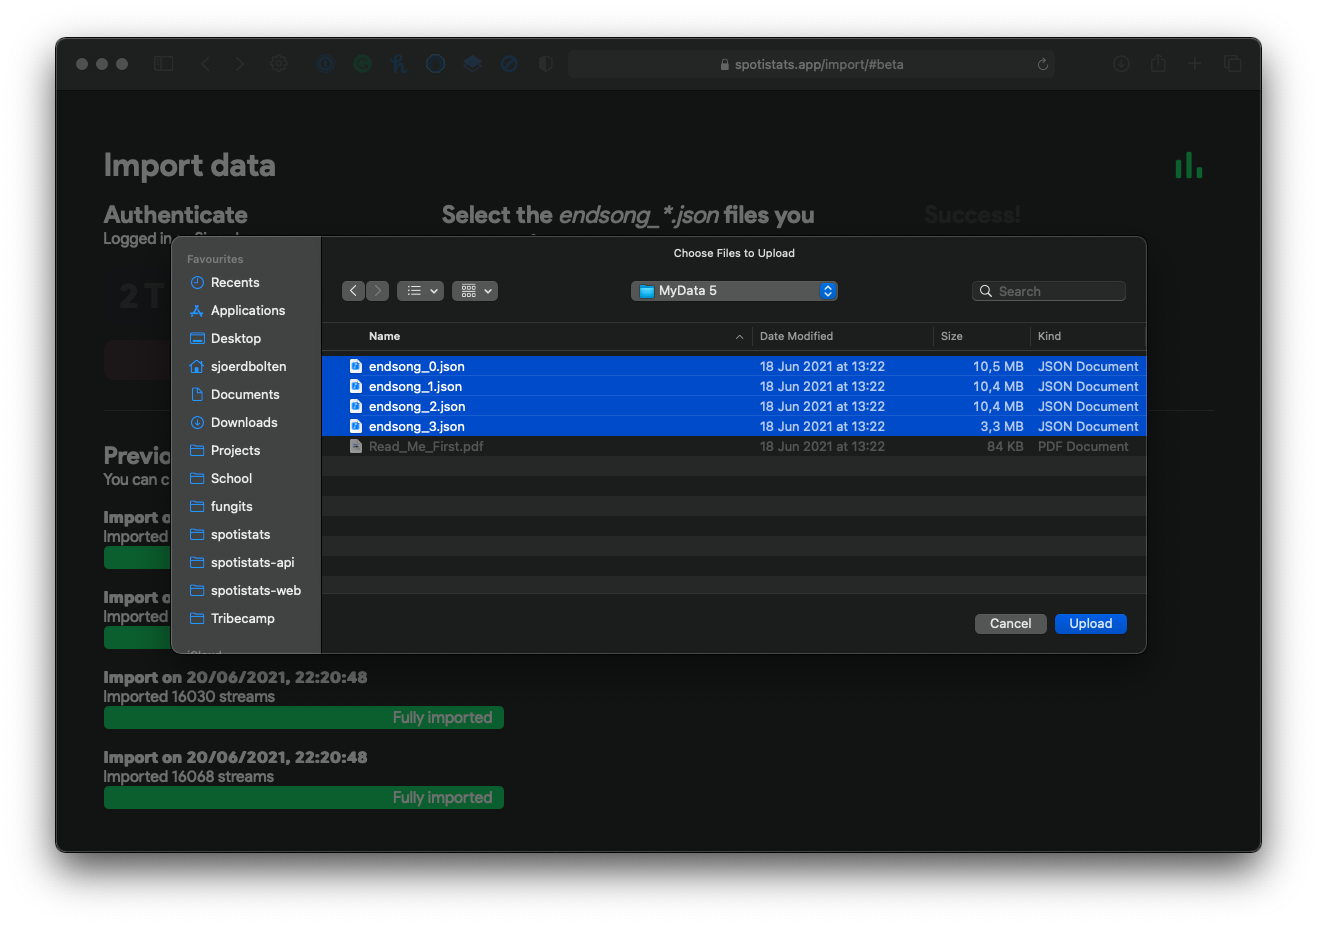 spotistats.app/import/#beta
Import data
Authenticate
Logged in
Select the endsong_*.json files you
Success!
2T
Previo
You can c
Import o
Imported
Import o
Imported
Import on 20/06/2021, 22:20:48
Imported 16030 streams
Fully imported
Import on 20/06/2021, 22:20:48
Imported 16068 streams
Fully imported
Choose Files to Upload
Favourites
Recents
Applications
Desktop
sjoerdbolten
Documents
Downloads
Projects
School
fungits
spotistats
spotistats-api
spotistats-web
Tribecamp
MyData 5
Search
Name Date Modified Size Kind
endsong_0.json 18 Jun 2021 at 13:22 10,5 MB JSON Document
endsong_1.json 18 Jun 2021 at 13:22 10,4 MB JSON Document
endsong_2.json 18 Jun 2021 at 13:22 10,4 MB JSON Document
endsong_3.json 18 Jun 2021 at 13:22 3,3 MB JSON Document
Read_Me_First.pdf 18 Jun 2021 at 13:22 84 KB PDF Document
Cancel Upload